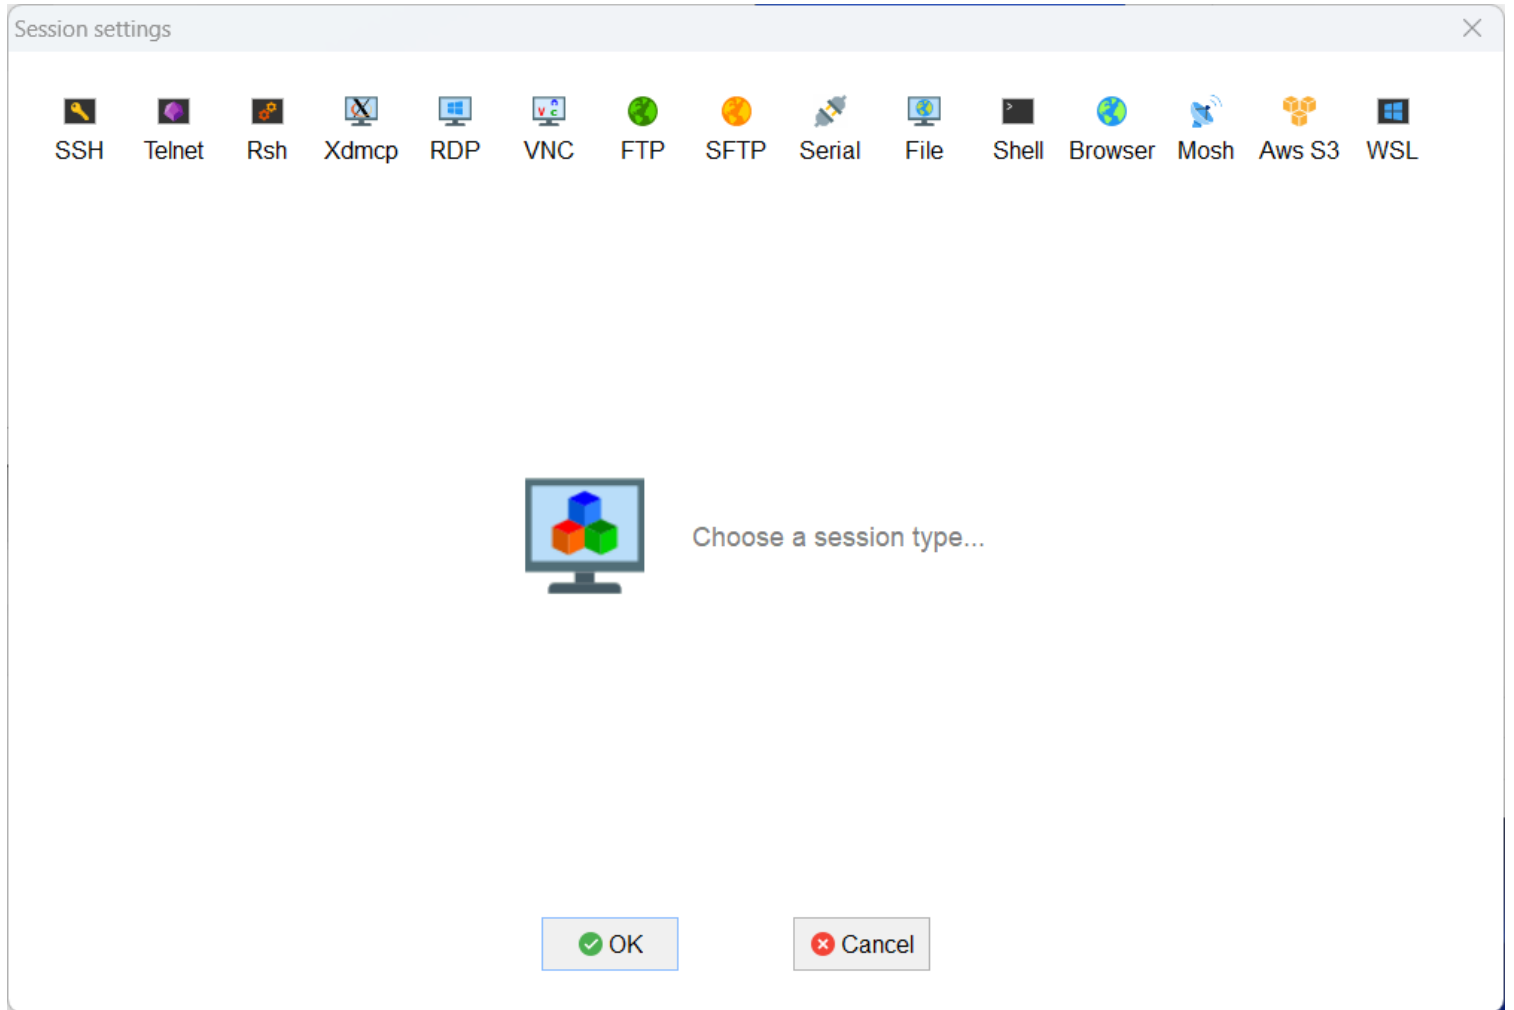 Session settings
SSH Telnet Rsh Xdmcp RDP VNC FTP SFTP Serial File Shell Browser Mosh Aws S3 WSL
Choose a session type...
OK Cancel